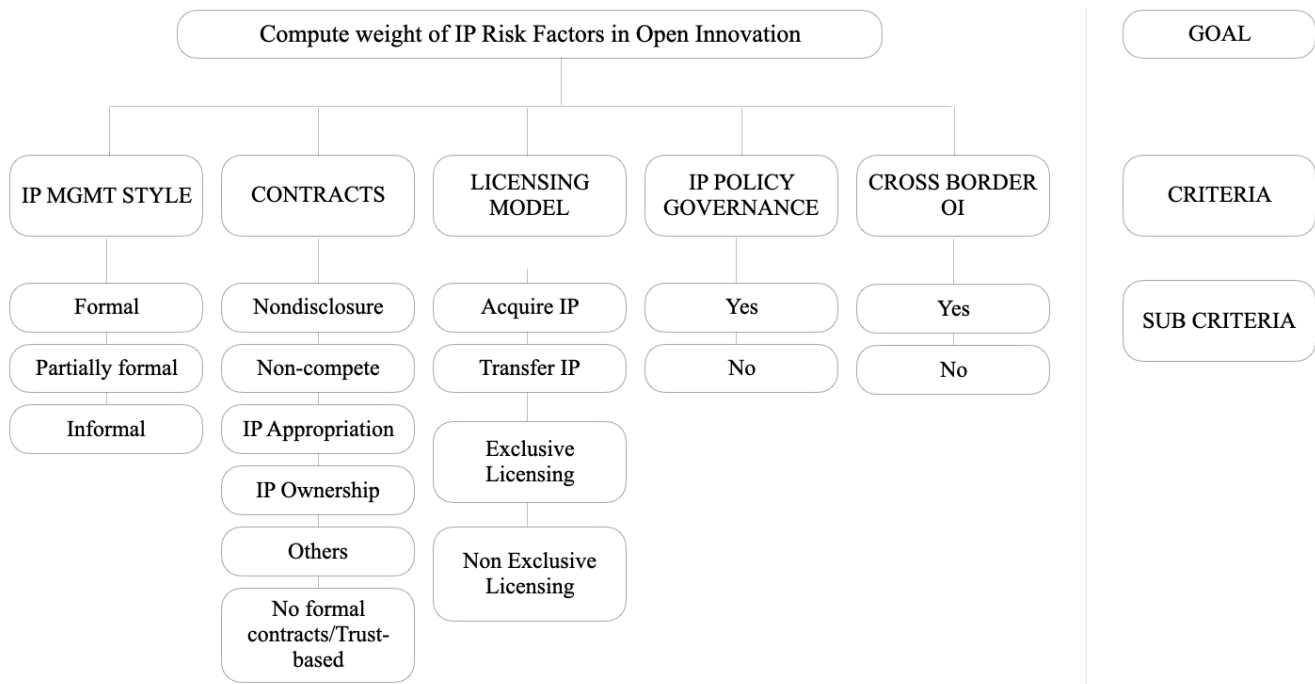 Compute weight of IP Risk Factors in Open Innovation
GOAL
IP MGMT STYLE
CONTRACTS
LICENSING
MODEL
IP POLICY
GOVERNANCE
CROSS BORDER
OI
CRITERIA
Formal
Partially formal
Informal
Nondisclosure
Non-compete
IP Appropriation
IP Ownership
Others
No formal
contracts/Trust-
based
Acquire IP
Transfer IP
Exclusive
Licensing
Non Exclusive
Licensing
Yes
No
Yes
No
SUB CRITERIA